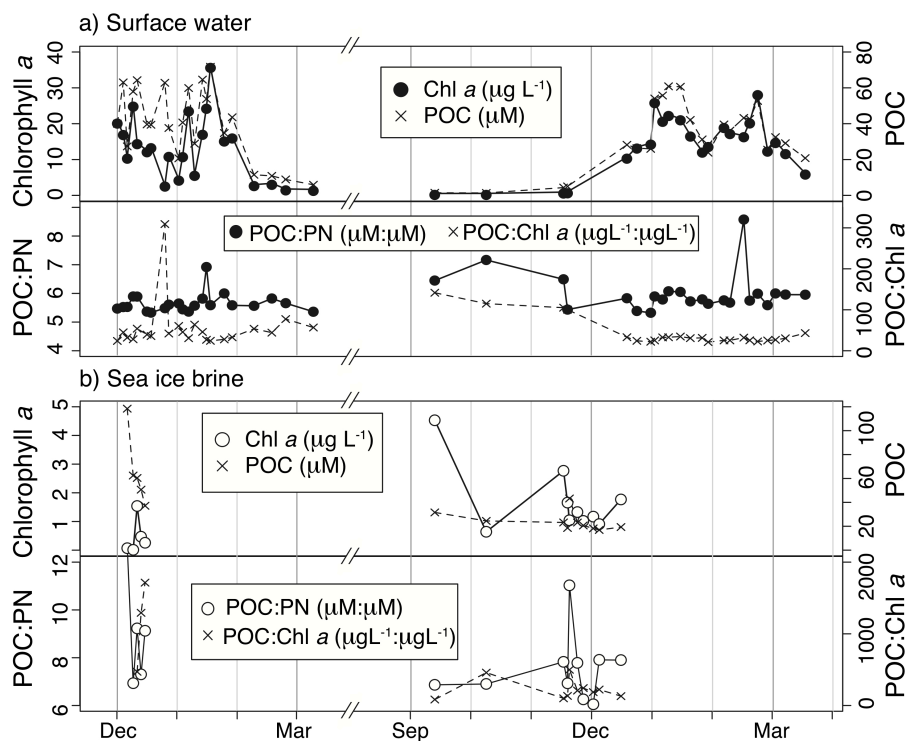 a) Surface water
Chlorophyll a
40
30
20
10
0
Chl a (µg L-1)
POC (µM)
80
60
40
20
0
POC
POC:PN
8
7
6
5
4
POC:PN (µM:µM) POC:Chl a (µgL-1:µgL-1)
300
200
100
0
POC:Chl a
b) Sea ice brine
Chlorophyll a
5
4
3
2
1
Chl a (µg L-1)
POC (µM)
100
60
20
POC
POC:PN
12
10
8
6
POC:PN (µM:µM)
POC:Chl a (µgL-1:µgL-1)
2000
1000
0
POC:Chl a
Dec Mar Sep Dec Mar